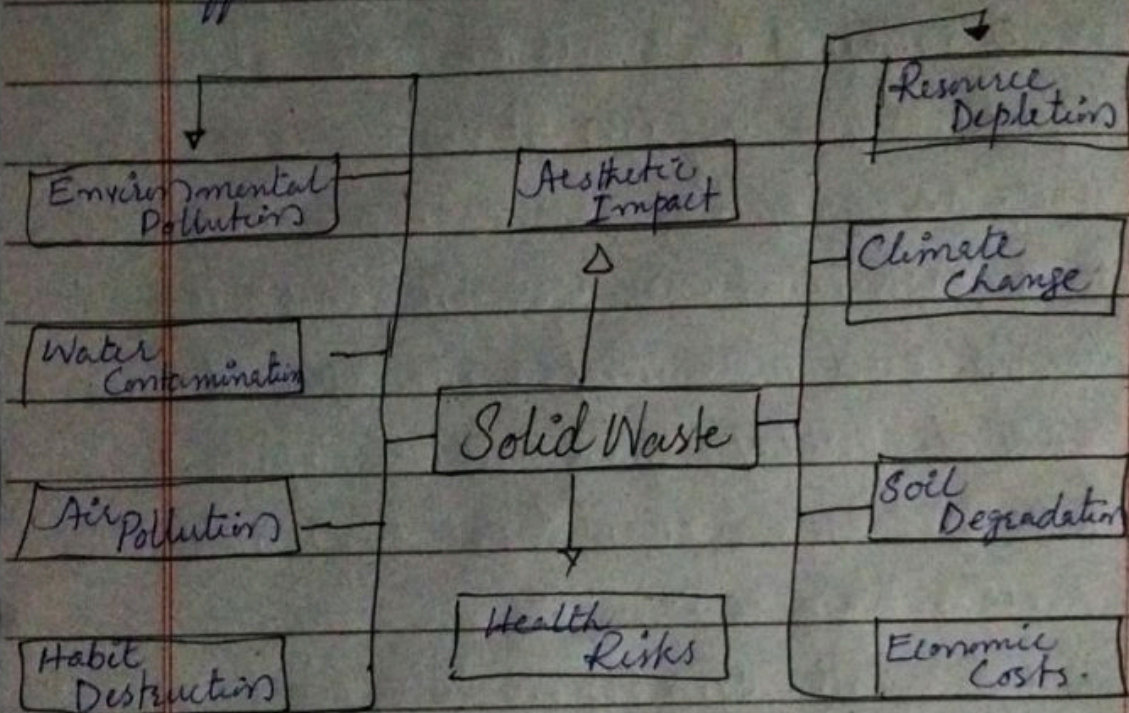 Resource
Depletion
Environmental
Pollution
Aesthetic
Impact
Climate
Change
Water
Contamination
Solid Waste
Air
Pollution
Soil
Degradation
Health
Risks
Habit
Destruction
Economic
Costs.